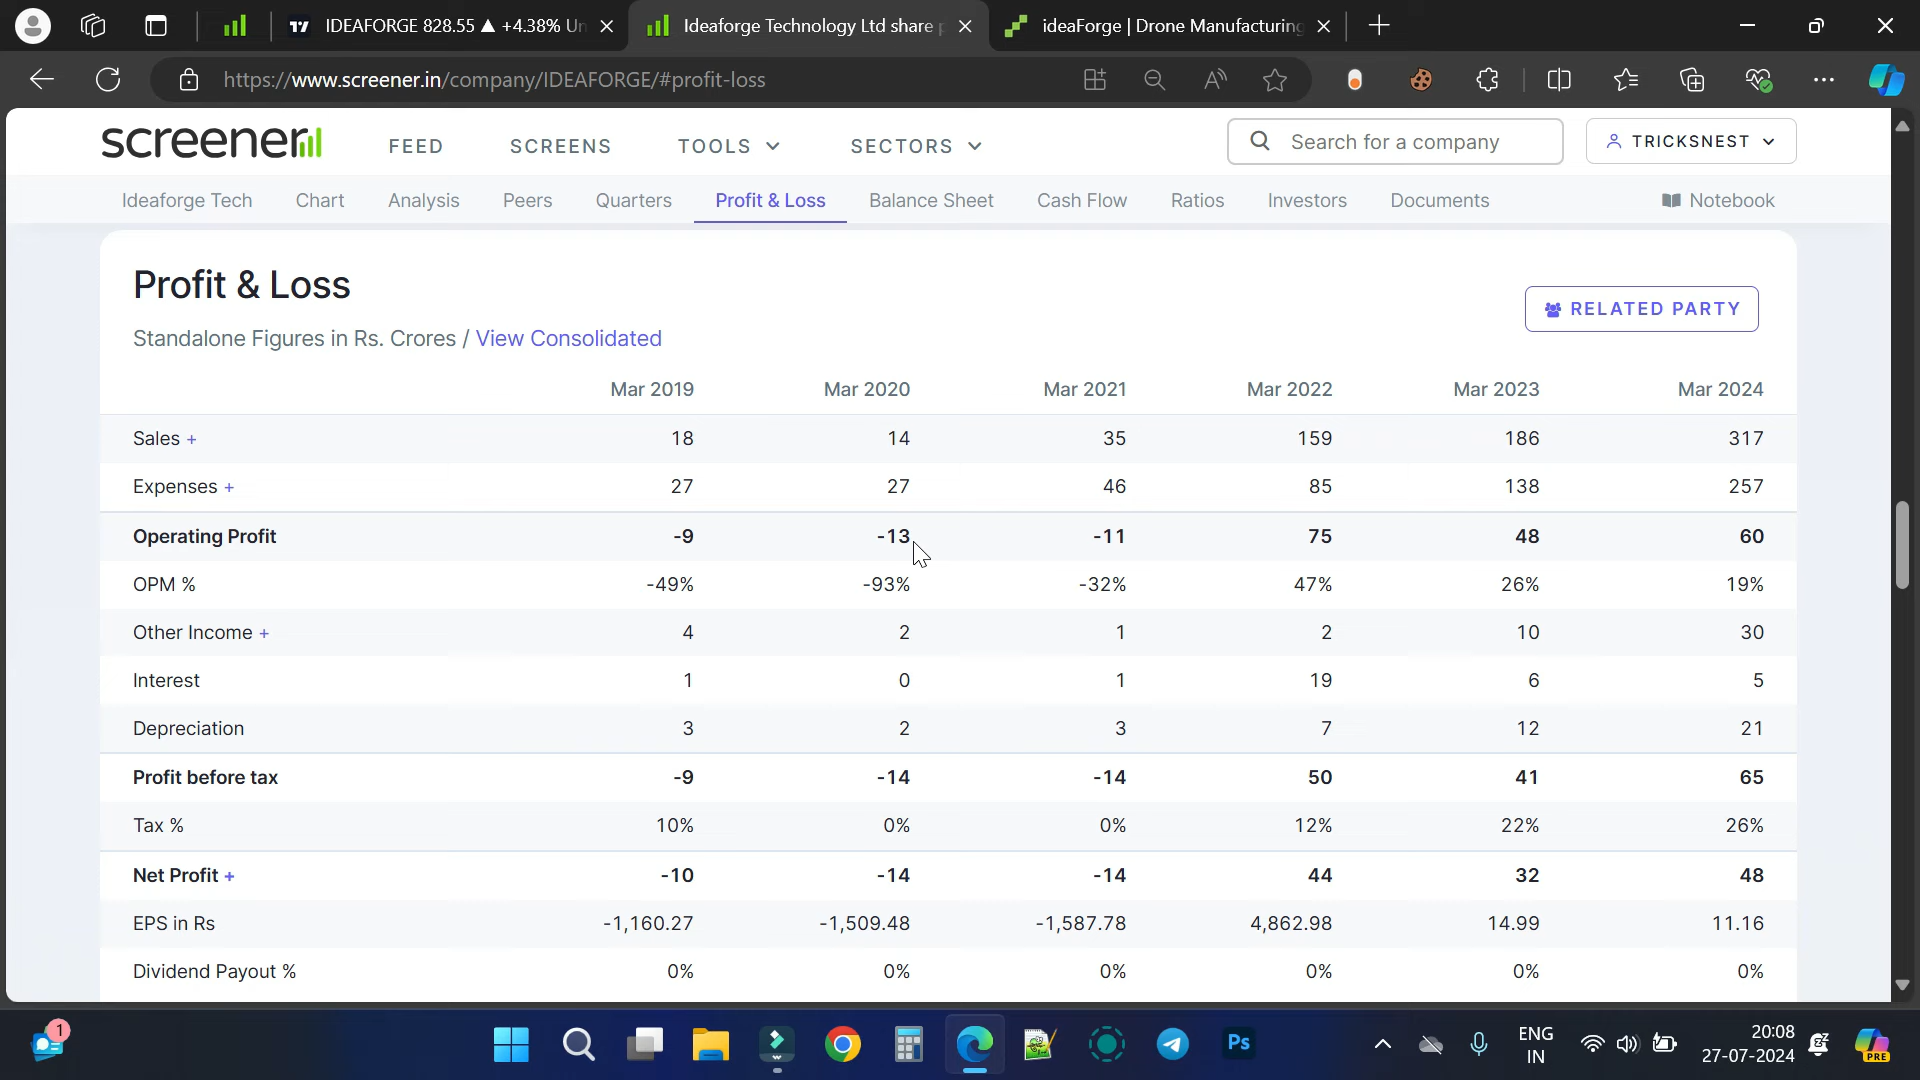 IDEAFORGE 828.55 ▲ +4.38% Un
Ideaforge Technology Ltd share p
ideaForge | Drone Manufacturing
https://www.screener.in/company/IDEAFORGE/#profit-loss
screener
FEED SCREENS TOOLS SECTORS
Search for a company
TRICKSNEST
Ideaforge Tech Chart Analysis Peers Quarters Profit & Loss Balance Sheet Cash Flow Ratios Investors Documents Notebook
Profit & Loss
RELATED PARTY
Standalone Figures in Rs. Crores / View Consolidated
Mar 2019 Mar 2020 Mar 2021 Mar 2022 Mar 2023 Mar 2024
Sales + 18 14 35 159 186 317
Expenses + 27 27 46 85 138 257
Operating Profit -9 -13 -11 75 48 60
OPM % -49% -93% -32% 47% 26% 19%
Other Income + 4 2 1 2 10 30
Interest 1 0 1 19 6 5
Depreciation 3 2 3 7 12 21
Profit before tax -9 -14 -14 50 41 65
Tax % 10% 0% 0% 12% 22% 26%
Net Profit + -10 -14 -14 44 32 48
EPS in Rs -1,160.27 -1,509.48 -1,587.78 4,862.98 14.99 11.16
Dividend Payout % 0% 0% 0% 0% 0% 0%
1
Ps
ENG
IN
20:08
27-07-2024
PRE